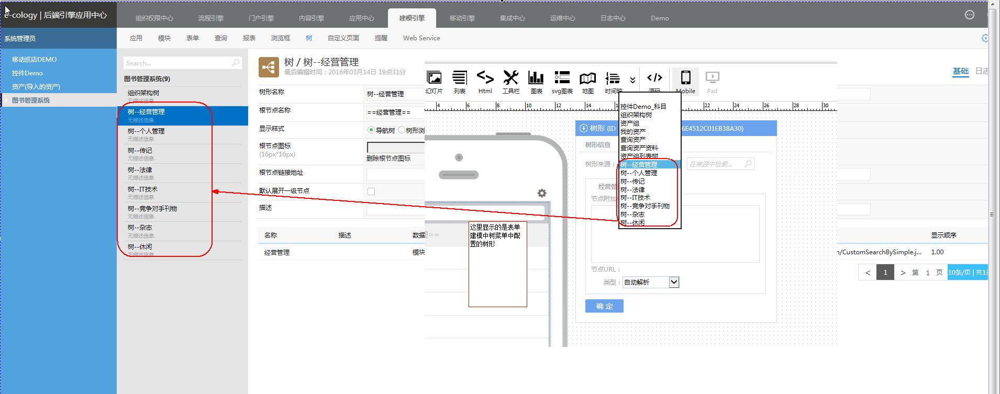 e-cology | 后端引擎应用中心
组织权限中心
流程引擎
门户引擎
内容引擎
应用中心
建模引擎
移动引擎
集成中心
运维中心
日志中心
Demo
系统管理员
应用
模块
表单
查询
报表
浏览框
树
自定义页面
提醒
Web Service
移动巡店DEMO
控件Demo
资产(导入的资产)
图书管理系统
Search...
图书管理系统(9)
组织架构树
无描述信息.
树--经营管理
无描述信息.
树--个人管理
无描述信息.
树--传记
无描述信息.
树--法律
无描述信息.
树--IT技术
无描述信息.
树--竞争对手刊物
无描述信息.
树--杂志
无描述信息.
树--休闲
无描述信息.
树 / 树--经营管理
最后编辑时间：2016年03月14日 19点31分
基础
日志
树形名称
树--经营管理
根节点名称
==经营管理==
显示样式
导航树
树形浏
根节点图标
(16px*16px)
删除根节点图标
根节点链接地址
默认展开一级节点
描述
名称
描述
数据
理==
显示顺序
经营管理
模块
n/CustomSearchBySimple.j...
1.00
<
1
>
第 1 页
10条/页 | 共1条
幻灯片
列表
Html
工具栏
图表
svg图表
地图
时间轴
源码
Mobile
Pad
4
6
8
10
12
14
22
24
26
28
30
树形 (ID
6E4512C01EB38A30)
树形信息
树形来源：
在来源中检索...
控件Demo_科目
组织架构树
资产组
我的资产
查询资产
查询资产资料
资产组列表树
树--经营管理
树--个人管理
树--传记
树--法律
树--IT技术
树--竞争对手刊物
树--杂志
树--休闲
经营管
节点附加
节点URL：
类型：
自动解析
确 定
这里显示的是表单
建模中树菜单中配
置的树形